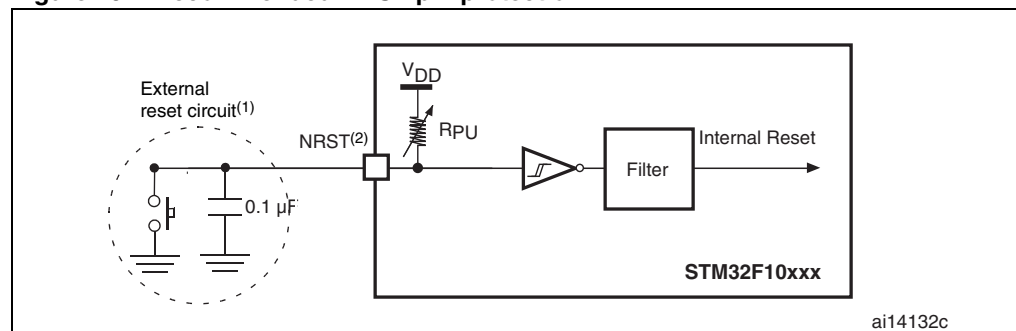 External
reset circuit(1)
VDD
NRST(2)
RPU
Internal Reset
Filter
0.1 µF
STM32F10xxx
ai14132c